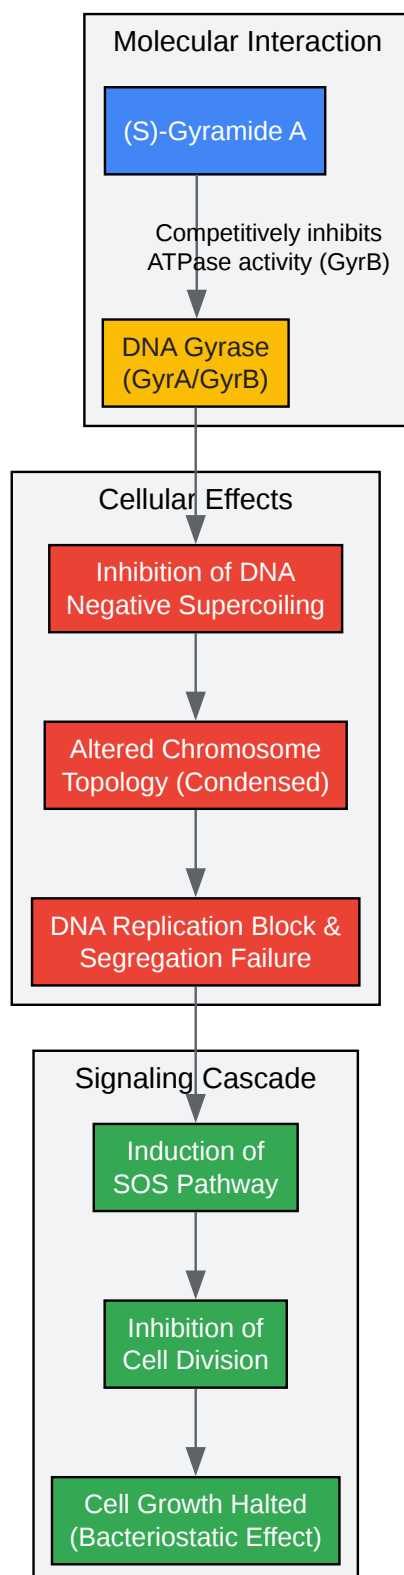 Molecular Interaction
(S)-Gyramide A
Competitively inhibits
ATPase activity (GyrB)
DNA Gyrase
(GyrA/GyrB)
Cellular Effects
Inhibition of DNA
Negative Supercoiling
Altered Chromosome
Topology (Condensed)
DNA Replication Block &
Segregation Failure
Signaling Cascade
Induction of
SOS Pathway
Inhibition of
Cell Division
Cell Growth Halted
(Bacteriostatic Effect)